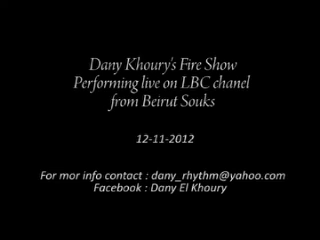 Dany Khoury's Fire Show
Performing live on LBC chanel
from Beirut Souks
12-11-2012
For mor info contact : dany_rhythm@yahoo.com
Facebook : Dany El Khoury